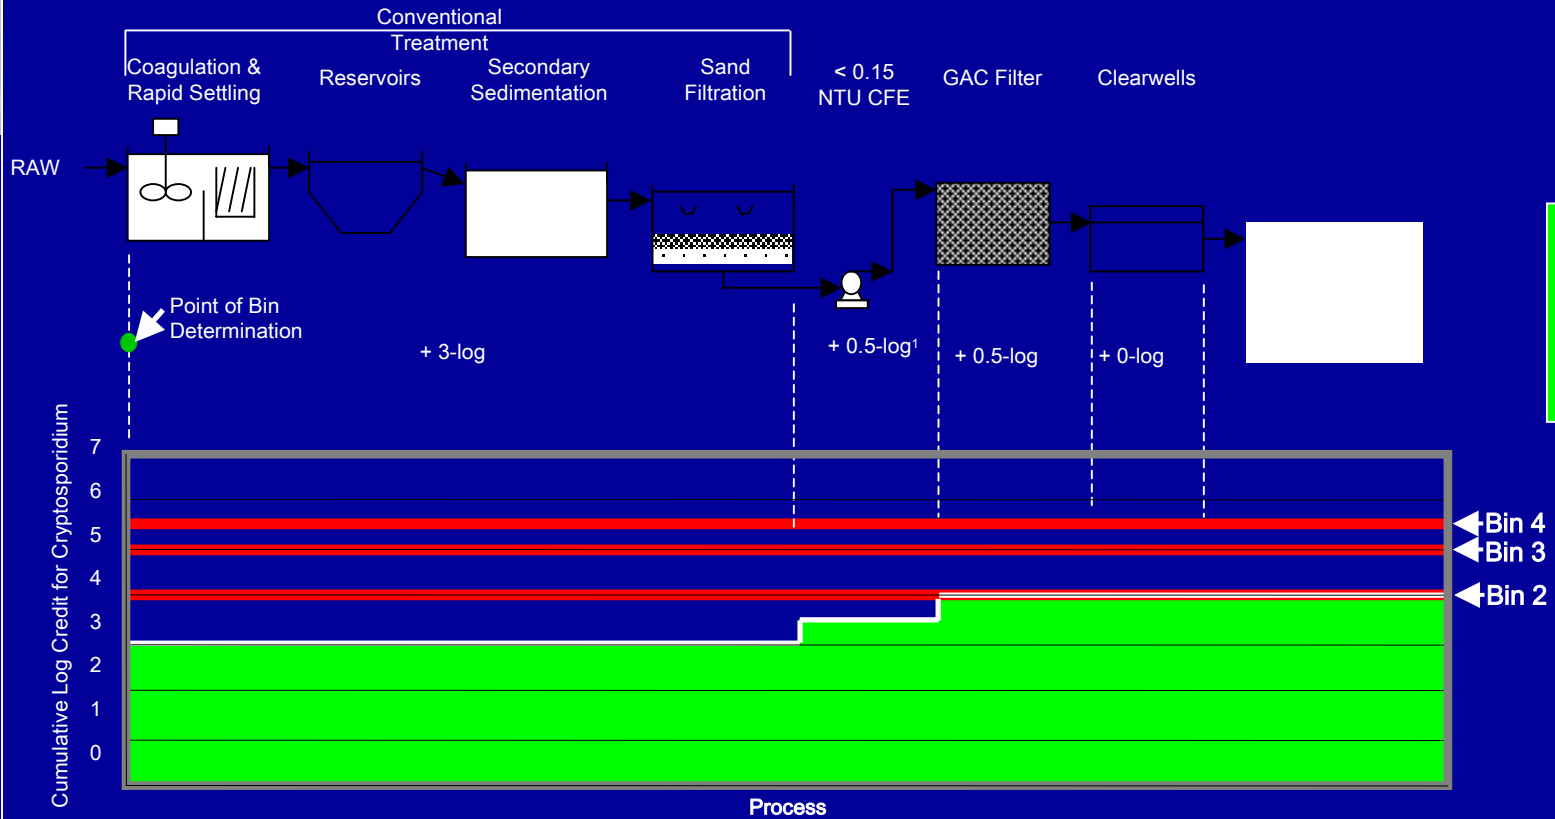 Conventional
Treatment
Coagulation &
Rapid Settling
Reservoirs
Secondary
Sedimentation
Sand
Filtration
< 0.15
NTU CFE
GAC Filter
Clearwells
RAW
Point of Bin
Determination
+ 3-log
+ 0.5-log¹
+ 0.5-log
+ 0-log
Cumulative Log Credit for Cryptosporidium
7
6
5
4
3
2
1
0
Bin 4
Bin 3
Bin 2
Process